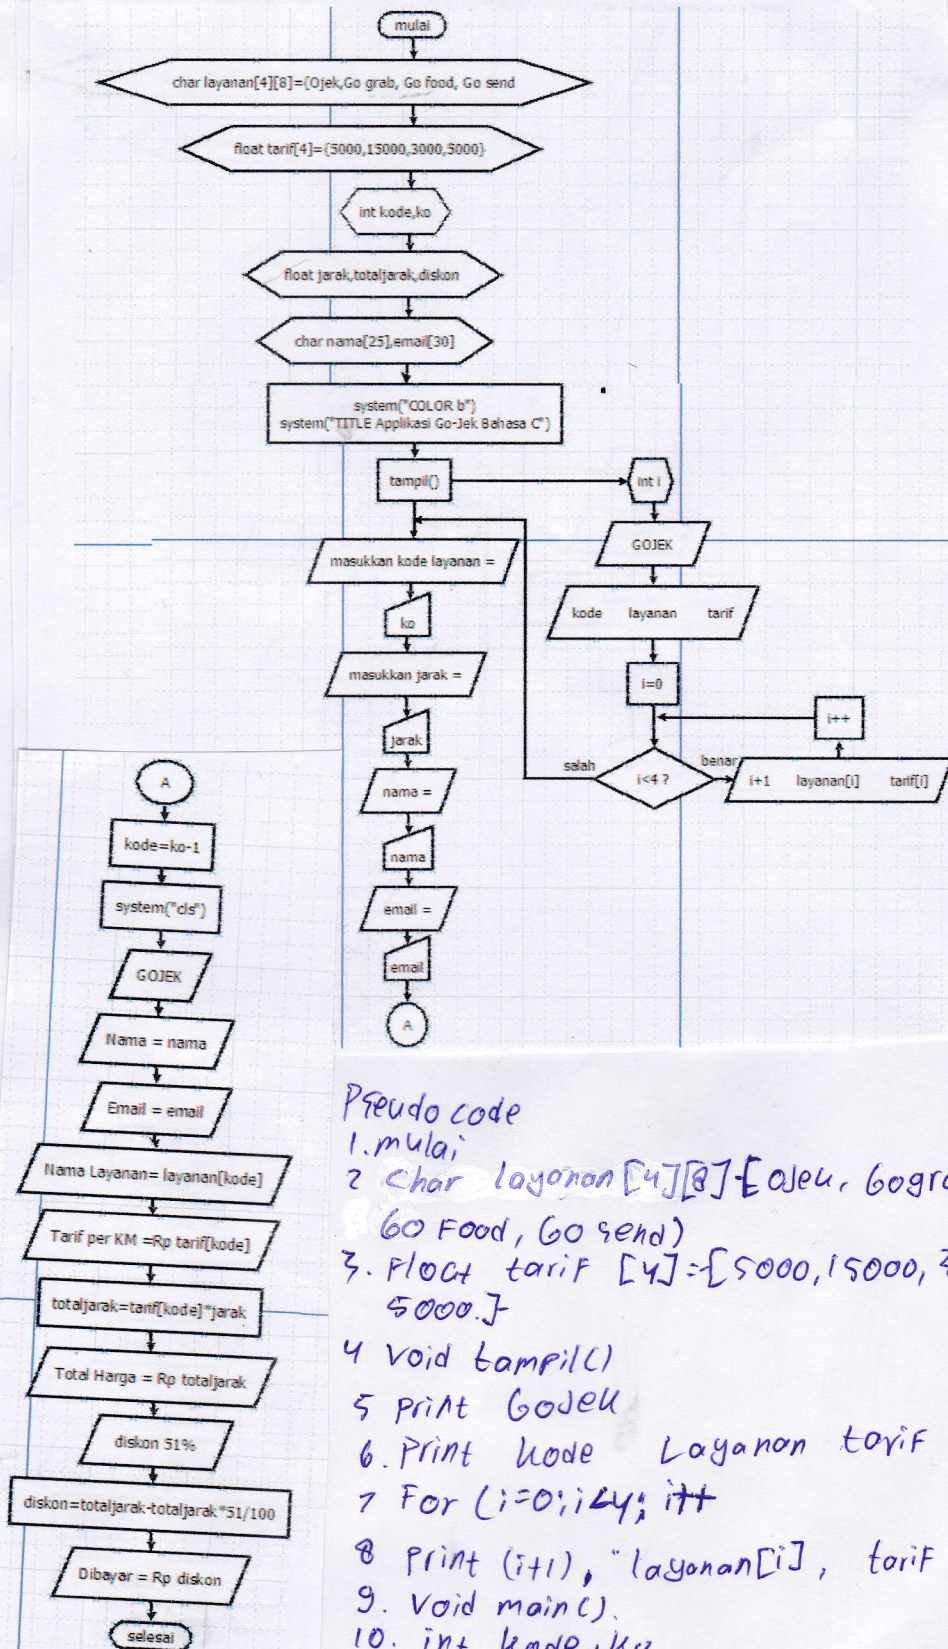 mulai
char layanan[4][8]={Ojek,Go grab, Go food, Go send
float tarif[4]={5000,15000,3000,5000}
int kode,ko
float jarak,totaljarak,diskon
char nama[25],email[30]
system("COLOR b")
system("TITLE Applikasi Go-Jek Bahasa C")
tampil()
int i
GOJEK
kode layanan tarif
i=0
i<4 ?
salah
benar
i+1 layanan[i] tarif[i]
i++
masukkan kode layanan =
ko
masukkan jarak =
jarak
nama =
nama
email =
email
A
A
kode=ko-1
system("cls")
GOJEK
Nama = nama
Email = email
Nama Layanan= layanan[kode]
Tarif per KM =Rp tarif[kode]
totaljarak=tarif[kode]*jarak
Total Harga = Rp totaljarak
diskon 51%
diskon=totaljarak-totaljarak*51/100
Dibayar = Rp diskon
selesai
Pseudo code
1. mulai
2 Char layanan [4][8]-{ Ojek,
Go Food, Go Send)
3. Float tarif [4]={5000, 15000,
5000.}
4 Void tampil()
5 print Gojek
6. Print kode Layanan tarif
7 For (i=0; i<4; i++
8 Print (i+1), "layanan[i], tarif
9. Void main().
10. int kode, ko